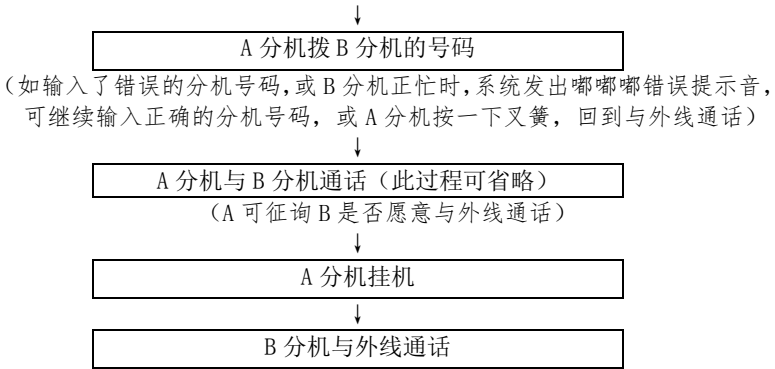 ↓
A 分机拨 B 分机的号码
（如输入了错误的分机号码,或 B 分机正忙时,系统发出嘟嘟嘟错误提示音,
可继续输入正确的分机号码，或 A 分机按一下叉簧，回到与外线通话）
↓
A 分机与 B 分机通话（此过程可省略）
（A 可征询 B 是否愿意与外线通话）
↓
A 分机挂机
↓
B 分机与外线通话